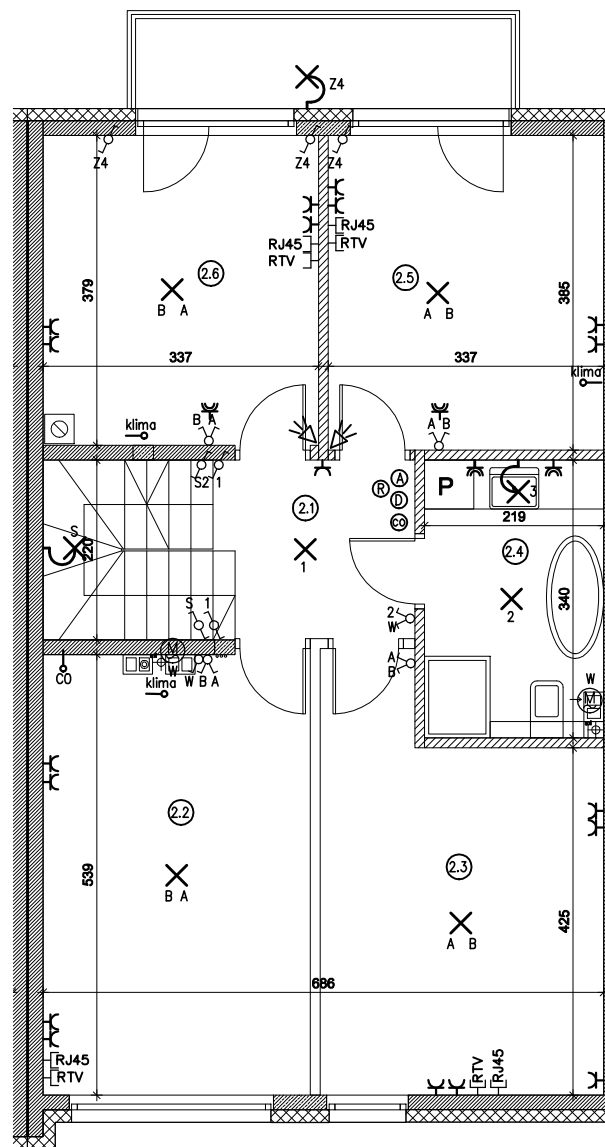 Z4
Z4
Z4
Z4
RJ45
RTV
RJ45
RTV
2.6
2.5
B A
A B
379
385
337
337
klima
klima
B A
A B
S2
1
R
A
D
CO
P
3
219
2.1
2.4
S
220
1
2
340
S
1
2
W
M
W
W
B
A
A
B
CO
klima
W
M
2.2
2.3
539
B A
A B
425
686
RJ45
RTV
RTV
RJ45